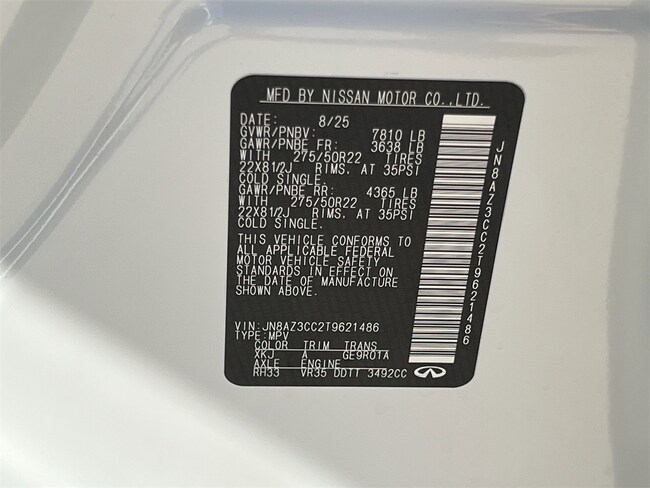 MFD BY NISSAN MOTOR CO.,LTD.
DATE: 8/25
GVWR/PNBV: 7810 LB
GAWR/PNBE FR: 3638 LB
WITH 275/50R22 TIRES
22X81/2J RIMS. AT 35PSI
COLD SINGLE
GAWR/PNBE RR: 4365 LB
WITH 275/50R22 TIRES
22X81/2J RIMS. AT 35PSI
COLD SINGLE.
THIS VEHICLE CONFORMS TO
ALL APPLICABLE FEDERAL
MOTOR VEHICLE SAFETY
STANDARDS IN EFFECT ON
THE DATE OF MANUFACTURE
SHOWN ABOVE.
VIN: JN8AZ3CC2T9621486
TYPE: MPV
COLOR TRIM TRANS
XKJ A GE9R01A
AXLE ENGINE
RH33 VR35 DDTT 3492CC
JN8AZ3CC2T9621486